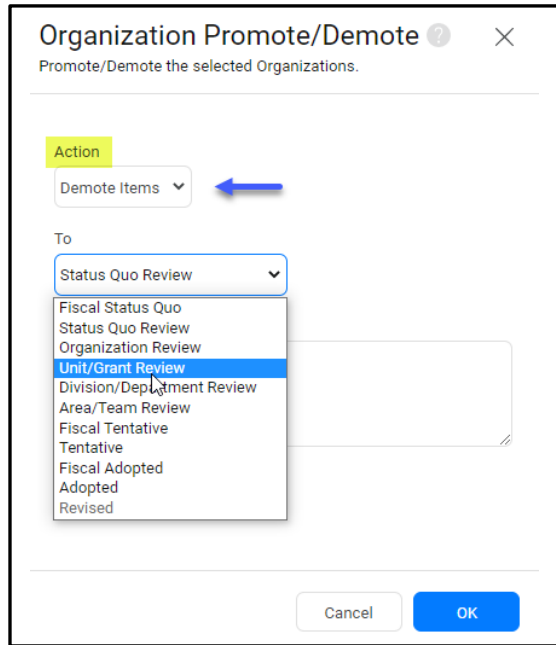 Organization Promote/Demote ?
Promote/Demote the selected Organizations.
Action
Demote Items
To
Status Quo Review
Fiscal Status Quo
Status Quo Review
Organization Review
Unit/Grant Review
Division/Department Review
Area/Team Review
Fiscal Tentative
Tentative
Fiscal Adopted
Adopted
Revised
Cancel OK